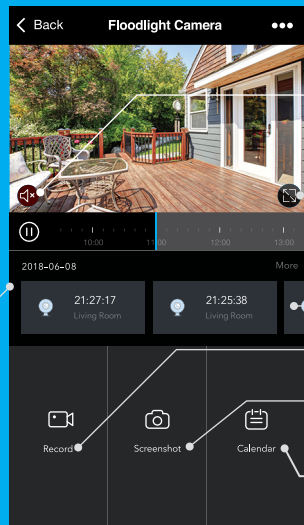 Back Floodlight Camera
10:00 11:00 12:00 13:00
2018-06-08 More
21:27:17 21:25:38
Living Room Living Room
Record Screenshot Calendar